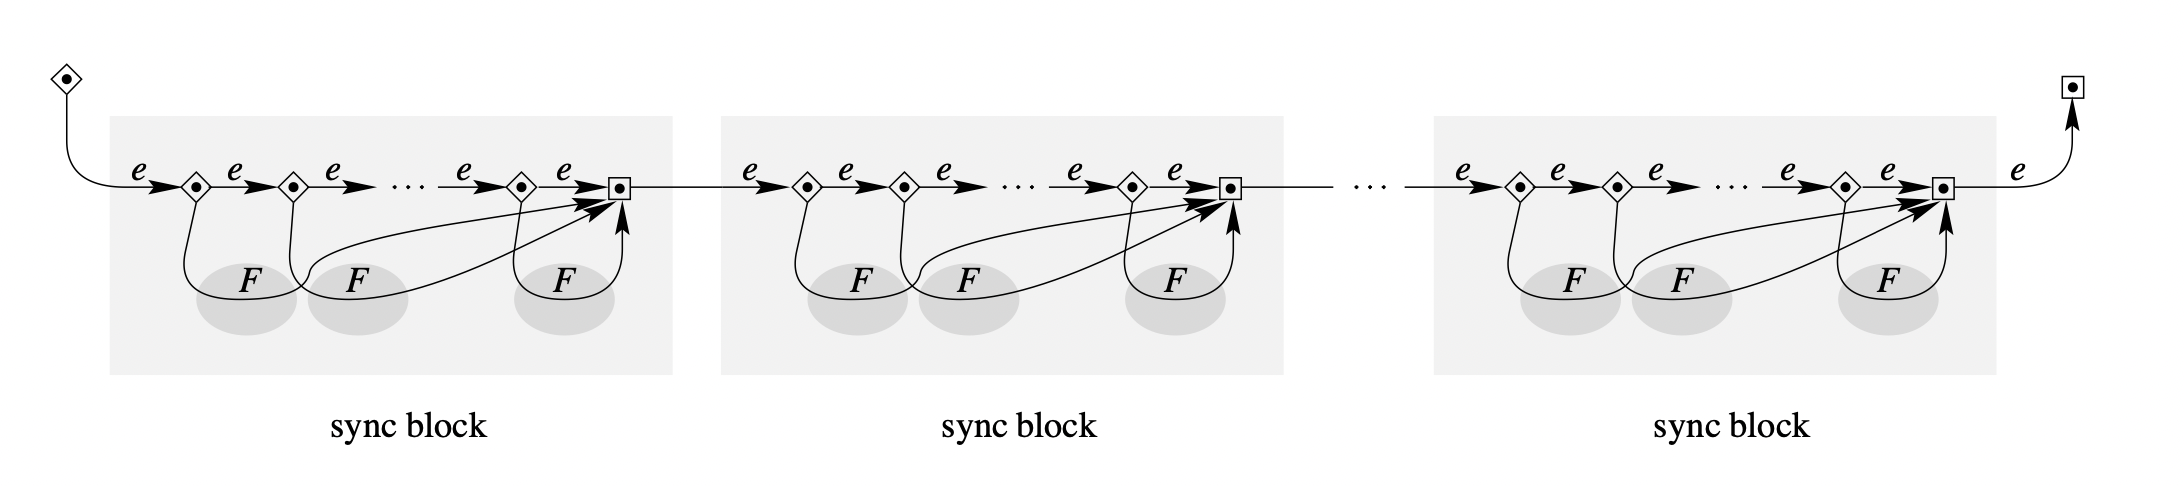 e e e e e e e e e e e e e e e e
··· ··· ··· ···
F F F F F F F F F
sync block sync block sync block